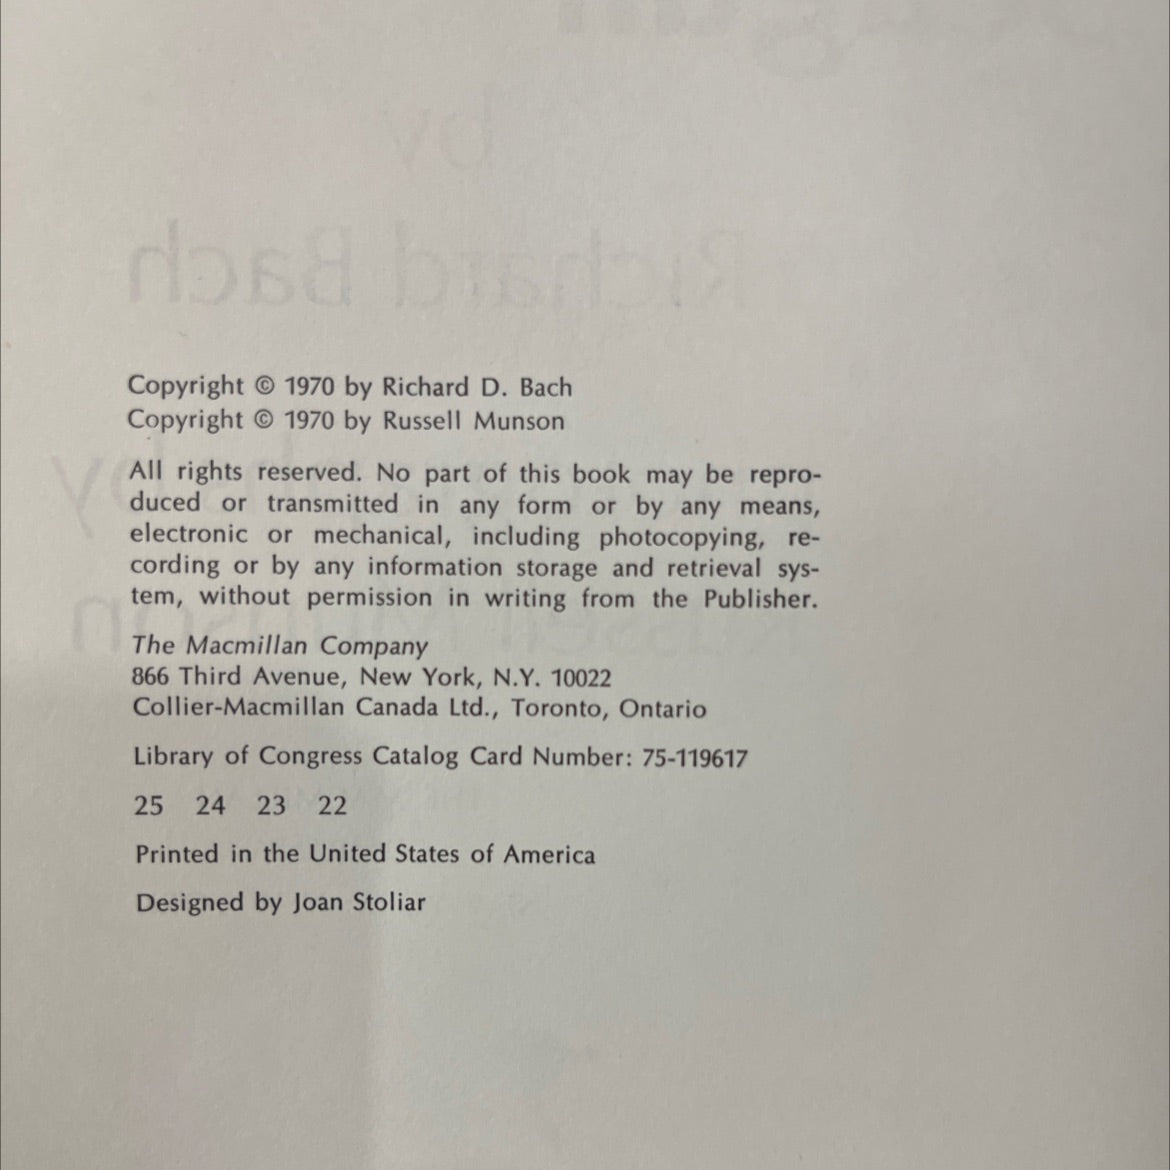 by
Richard Bach
Copyright © 1970 by Richard D. Bach
Copyright © 1970 by Russell Munson
All rights reserved. No part of this book may be repro-
duced or transmitted in any form or by any means,
electronic or mechanical, including photocopying, re-
cording or by any information storage and retrieval sys-
tem, without permission in writing from the Publisher.
The Macmillan Company
866 Third Avenue, New York, N.Y. 10022
Collier-Macmillan Canada Ltd., Toronto, Ontario
Library of Congress Catalog Card Number: 75-119617
25 24 23 22
Printed in the United States of America
Designed by Joan Stoliar